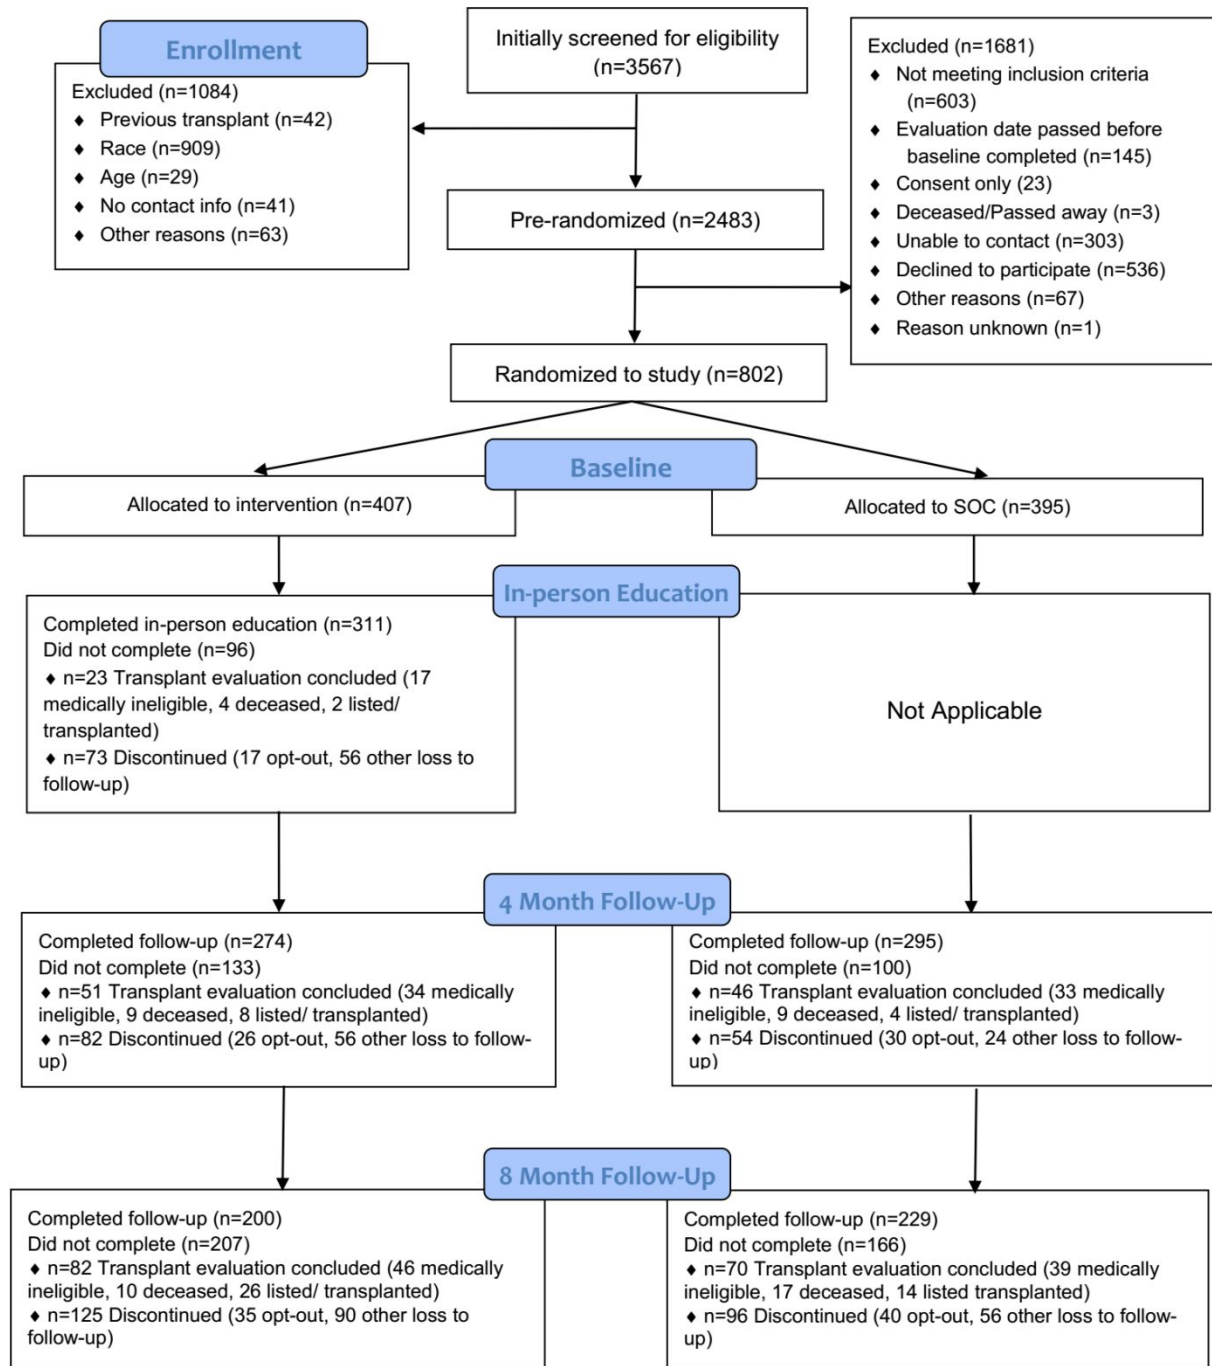 Enrollment
Initially screened for eligibility
(n=3567)
Excluded (n=1084)
♦ Previous transplant (n=42)
♦ Race (n=909)
♦ Age (n=29)
♦ No contact info (n=41)
♦ Other reasons (n=63)
Excluded (n=1681)
♦ Not meeting inclusion criteria
(n=603)
♦ Evaluation date passed before
baseline completed (n=145)
♦ Consent only (23)
♦ Deceased/Passed away (n=3)
♦ Unable to contact (n=303)
♦ Declined to participate (n=536)
♦ Other reasons (n=67)
♦ Reason unknown (n=1)
Pre-randomized (n=2483)
Randomized to study (n=802)
Baseline
Allocated to intervention (n=407)
Allocated to SOC (n=395)
In-person Education
Completed in-person education (n=311)
Did not complete (n=96)
♦ n=23 Transplant evaluation concluded (17
medically ineligible, 4 deceased, 2 listed/
transplanted)
♦ n=73 Discontinued (17 opt-out, 56 other loss to
follow-up)
Not Applicable
4 Month Follow-Up
Completed follow-up (n=274)
Did not complete (n=133)
♦ n=51 Transplant evaluation concluded (34 medically
ineligible, 9 deceased, 8 listed/ transplanted)
♦ n=82 Discontinued (26 opt-out, 56 other loss to follow-
up)
Completed follow-up (n=295)
Did not complete (n=100)
♦ n=46 Transplant evaluation concluded (33 medically
ineligible, 9 deceased, 4 listed/ transplanted)
♦ n=54 Discontinued (30 opt-out, 24 other loss to follow-
up)
8 Month Follow-Up
Completed follow-up (n=200)
Did not complete (n=207)
♦ n=82 Transplant evaluation concluded (46 medically
ineligible, 10 deceased, 26 listed/ transplanted)
♦ n=125 Discontinued (35 opt-out, 90 other loss to
follow-up)
Completed follow-up (n=229)
Did not complete (n=166)
♦ n=70 Transplant evaluation concluded (39 medically
ineligible, 17 deceased, 14 listed transplanted)
♦ n=96 Discontinued (40 opt-out, 56 other loss to follow-
up)